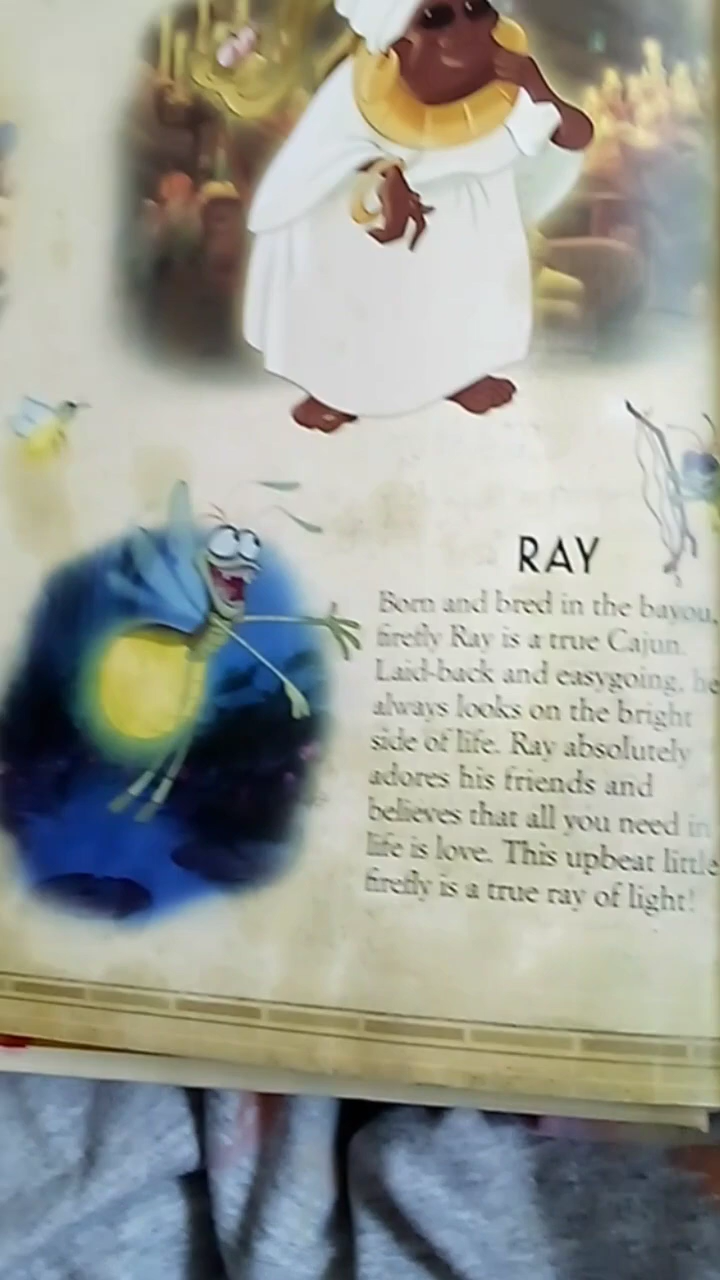 RAY
Born and bred in the bayou,
firefly Ray is a true Cajun.
Laid-back and easygoing, he
always looks on the bright
side of life. Ray absolutely
adores his friends and
believes that all you need in
life is love. This upbeat little
firefly is a true ray of light!